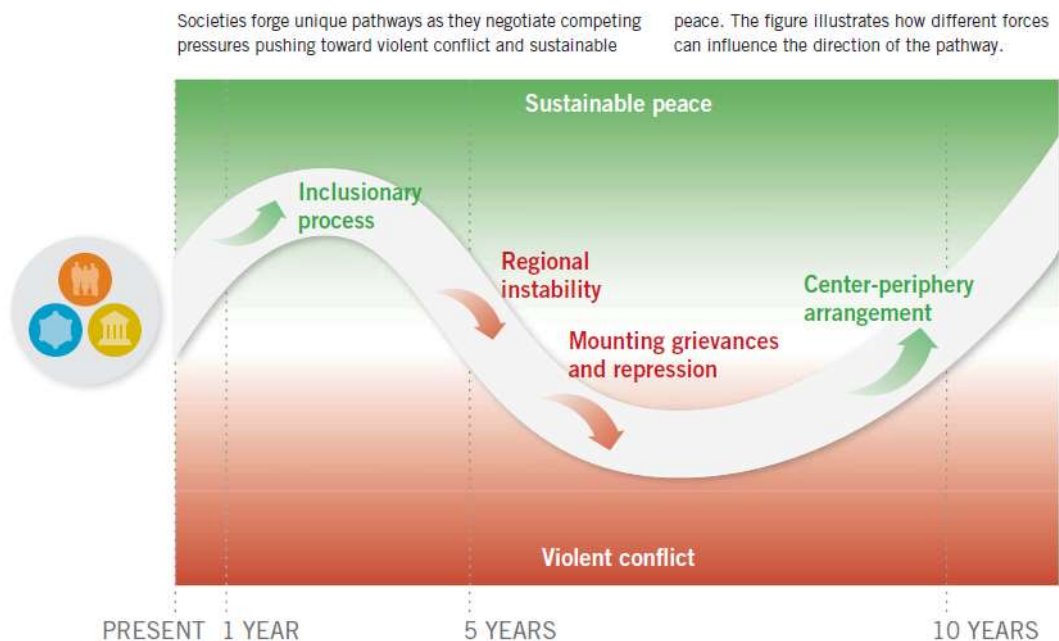 Societies forge unique pathways as they negotiate competing
pressures pushing toward violent conflict and sustainable
peace. The figure illustrates how different forces
can influence the direction of the pathway.
Sustainable peace
Inclusionary
process
Regional
instability
Center-periphery
arrangement
Mounting grievances
and repression
Violent conflict
PRESENT 1 YEAR 5 YEARS 10 YEARS